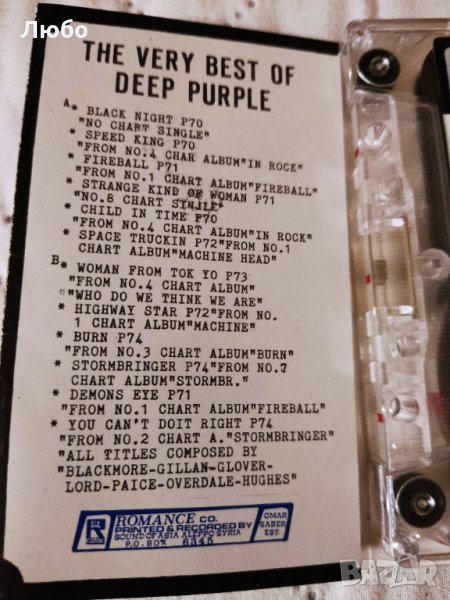 Любо
THE VERY BEST OF
DEEP PURPLE
A* BLACK NIGHT P70
"NO CHART SINGLE"
* SPEED KING P70
"FROM NO.4 CHAR ALBUM"IN ROCK"
* FIREBALL P71
"FROM NO.1 CHART ALBUM"FIREBALL"
* STRANGE KIND OF WOMAN P71
"NO.8 CHART SINJLE"
* CHILD IN TIME P70
"FROM NO.4 CHART ALBUM"IN ROCK"
* SPACE TRUCKIN P72"FROM NO.1
CHART ALBUM"MACHINE HEAD"
B* WOMAN FROM TOK YO P73
"FROM NO.4 CHART ALBUM"
"WHO DO WE THINK WE ARE"
* HIGHWAY STAR P72"FROM NO.
1 CHART ALBUM"MACHINE"
* BURN P74
"FROM NO.3 CHART ALBUM"BURN"
* STORMBRINGER P74"FROM NO.2
CHART ALBUM"STORMBR."
* DEMONS EYE P71
"FROM NO.1 CHART ALBUM"FIREBALL"
* YOU CAN'T DOIT RIGHT P74
"FROM NO.2 CHART A."STORMBRINGER"
"ALL TITLES COMPOSED BY
"BLACKMORE-GILLAN-GLOVER-
LORD-PAICE-OVERDALE-HUGHES"
R ROMANCE CO.
PRINTED & RECORDED BY
SOUND OF ASIA ALEPPO SYRIA
P.O. BOX 6345
OMAR
SABER
EST
BAZAR